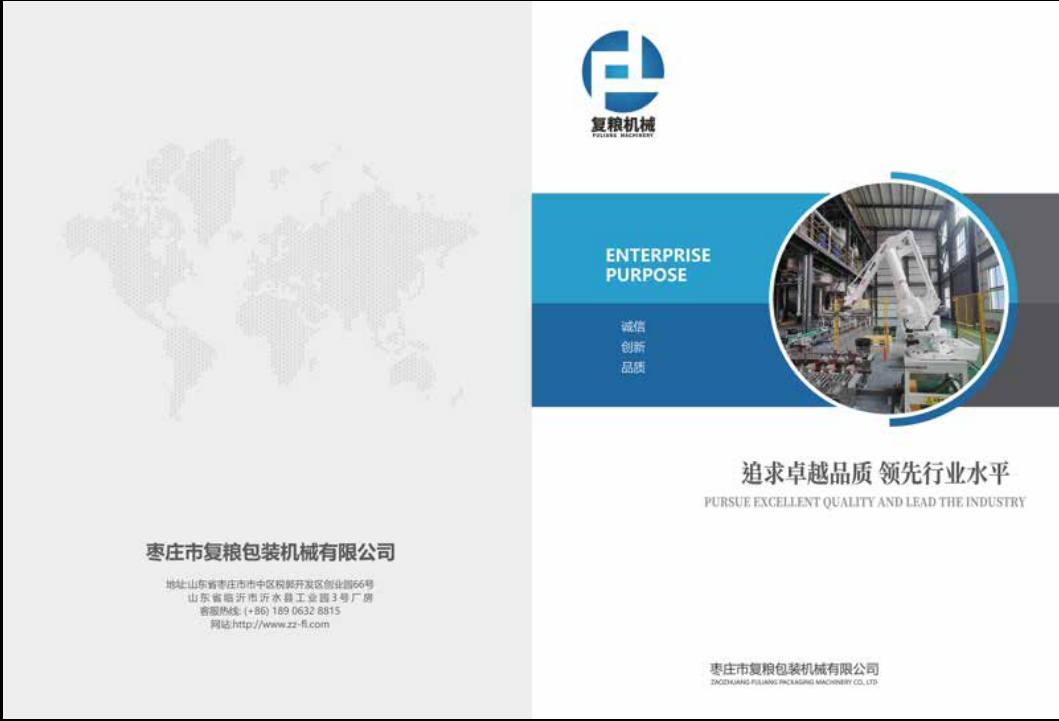 复粮机械
FULIANG MACHINERY
ENTERPRISE
PURPOSE
诚信
创新
品质
追求卓越品质 领先行业水平
PURSUE EXCELLENT QUALITY AND LEAD THE INDUSTRY
枣庄市复粮包装机械有限公司
地址:山东省枣庄市市中区税郭开发区创业园66号
山东省临沂市沂水县工业园3号厂房
客服热线: (+86) 189 0632 8815
网站:http://www.zz-fl.com
枣庄市复粮包装机械有限公司
ZAOZHUANG FULIANG PACKAGING MACHINERY CO., LTD